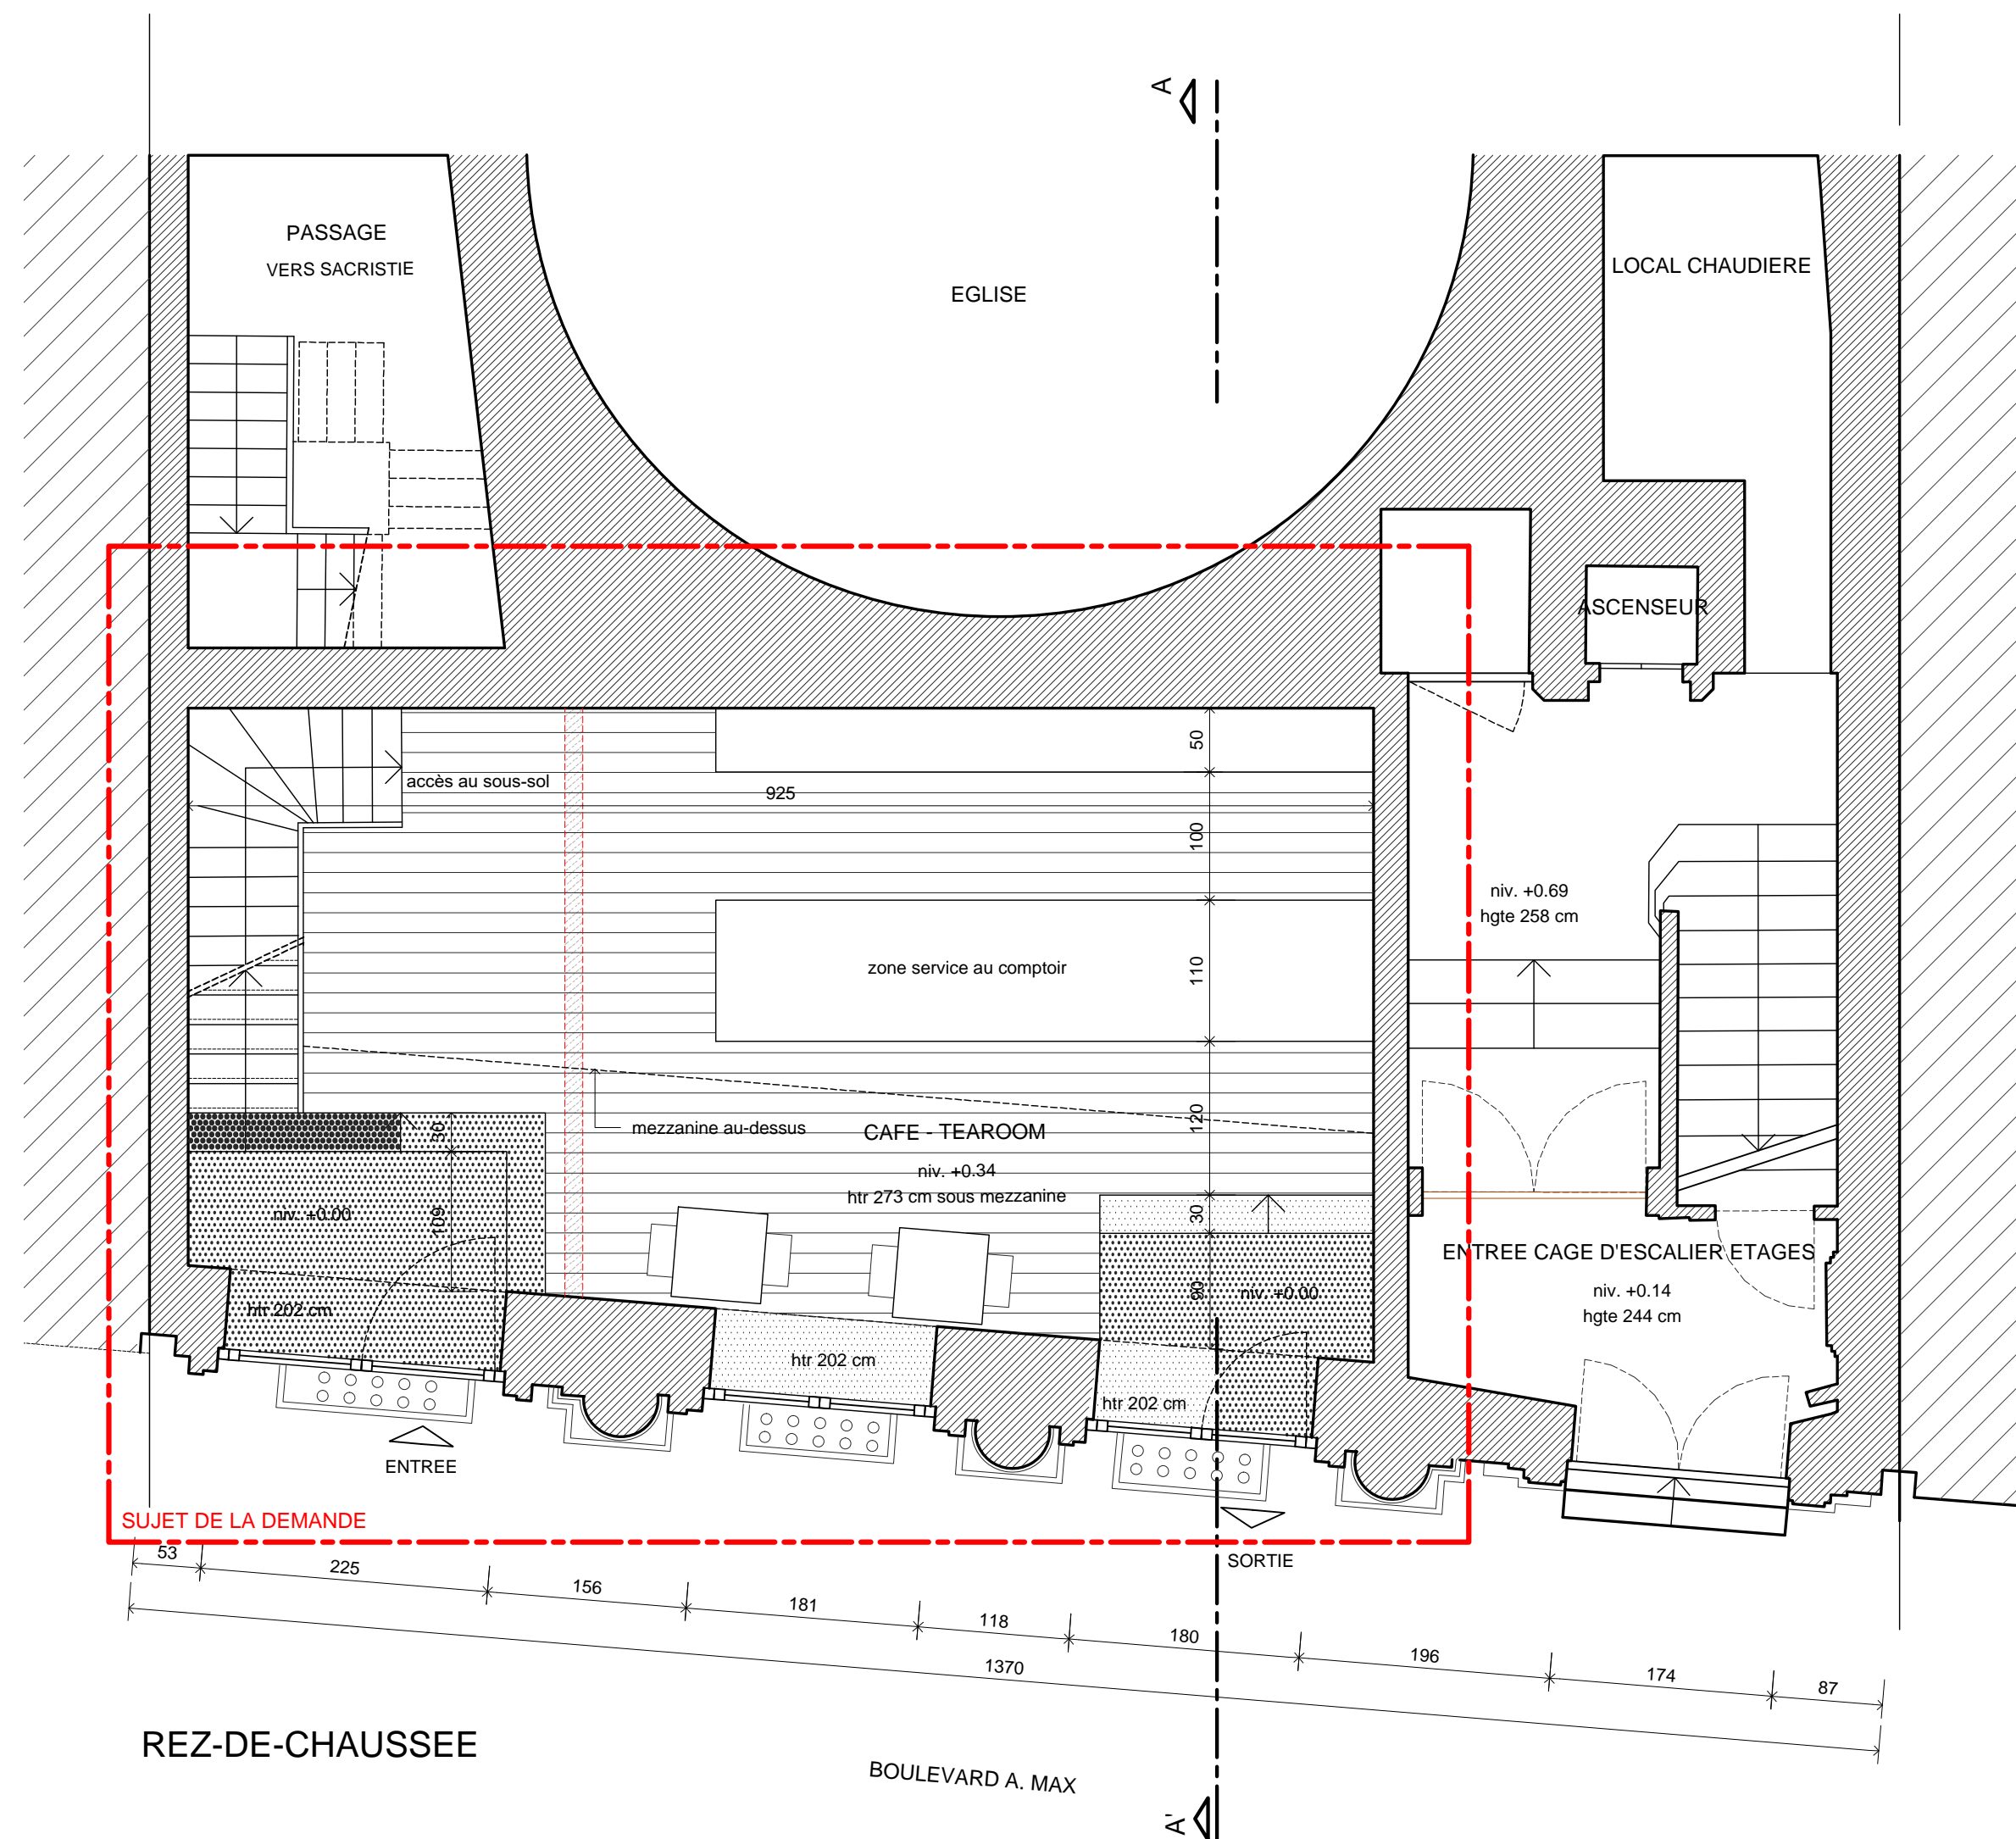 A
PASSAGE
VERS SACRISTIE
EGLISE
LOCAL CHAUDIERE
ASCENSEUR
50
accès au sous-sol
925
100
niv. +0.69
hgte 258 cm
zone service au comptoir
110
120
mezzanine au-dessus
CAFE - TEAROOM
30
niv. +0.34
htr 273 cm sous mezzanine
niv. +0.00
109
30
ENTREE CAGE D'ESCALIER ETAGES
niv. +0.14
hgte 244 cm
90
niv. +0.00
htr 202 cm
htr 202 cm
htr 202 cm
ENTREE
SUJET DE LA DEMANDE
SORTIE
53
225
156
181
118
180
196
174
87
1370
REZ-DE-CHAUSSEE
BOULEVARD A. MAX
A'